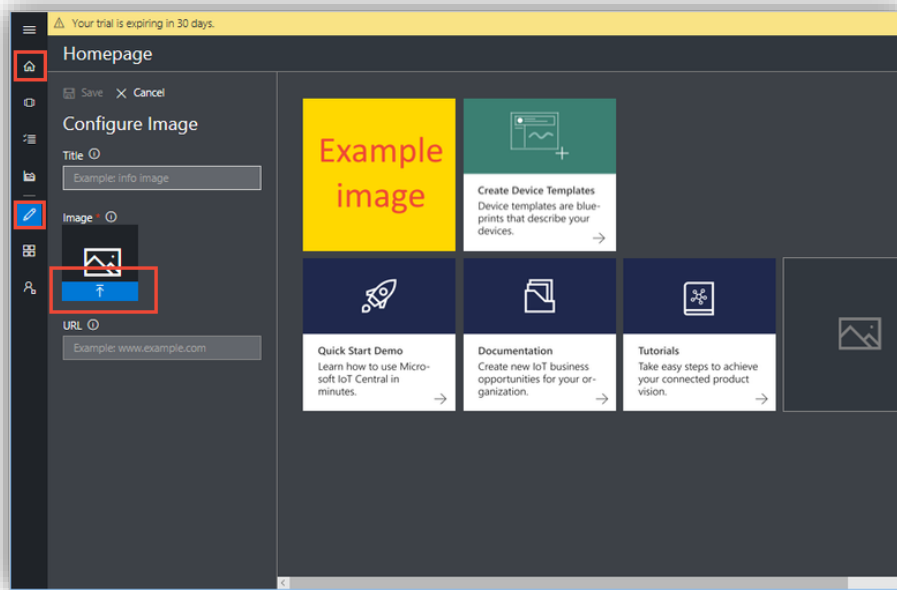 Your trial is expiring in 30 days.
Homepage
Save Cancel
Configure Image
Title
Example: info image
Image *
URL
Example: www.example.com
Example
image
Create Device Templates
Device templates are blue-
prints that describe your
devices.
Quick Start Demo
Learn how to use Micro-
soft IoT Central in
minutes.
Documentation
Create new IoT business
opportunities for your or-
ganization.
Tutorials
Take easy steps to achieve
your connected product
vision.